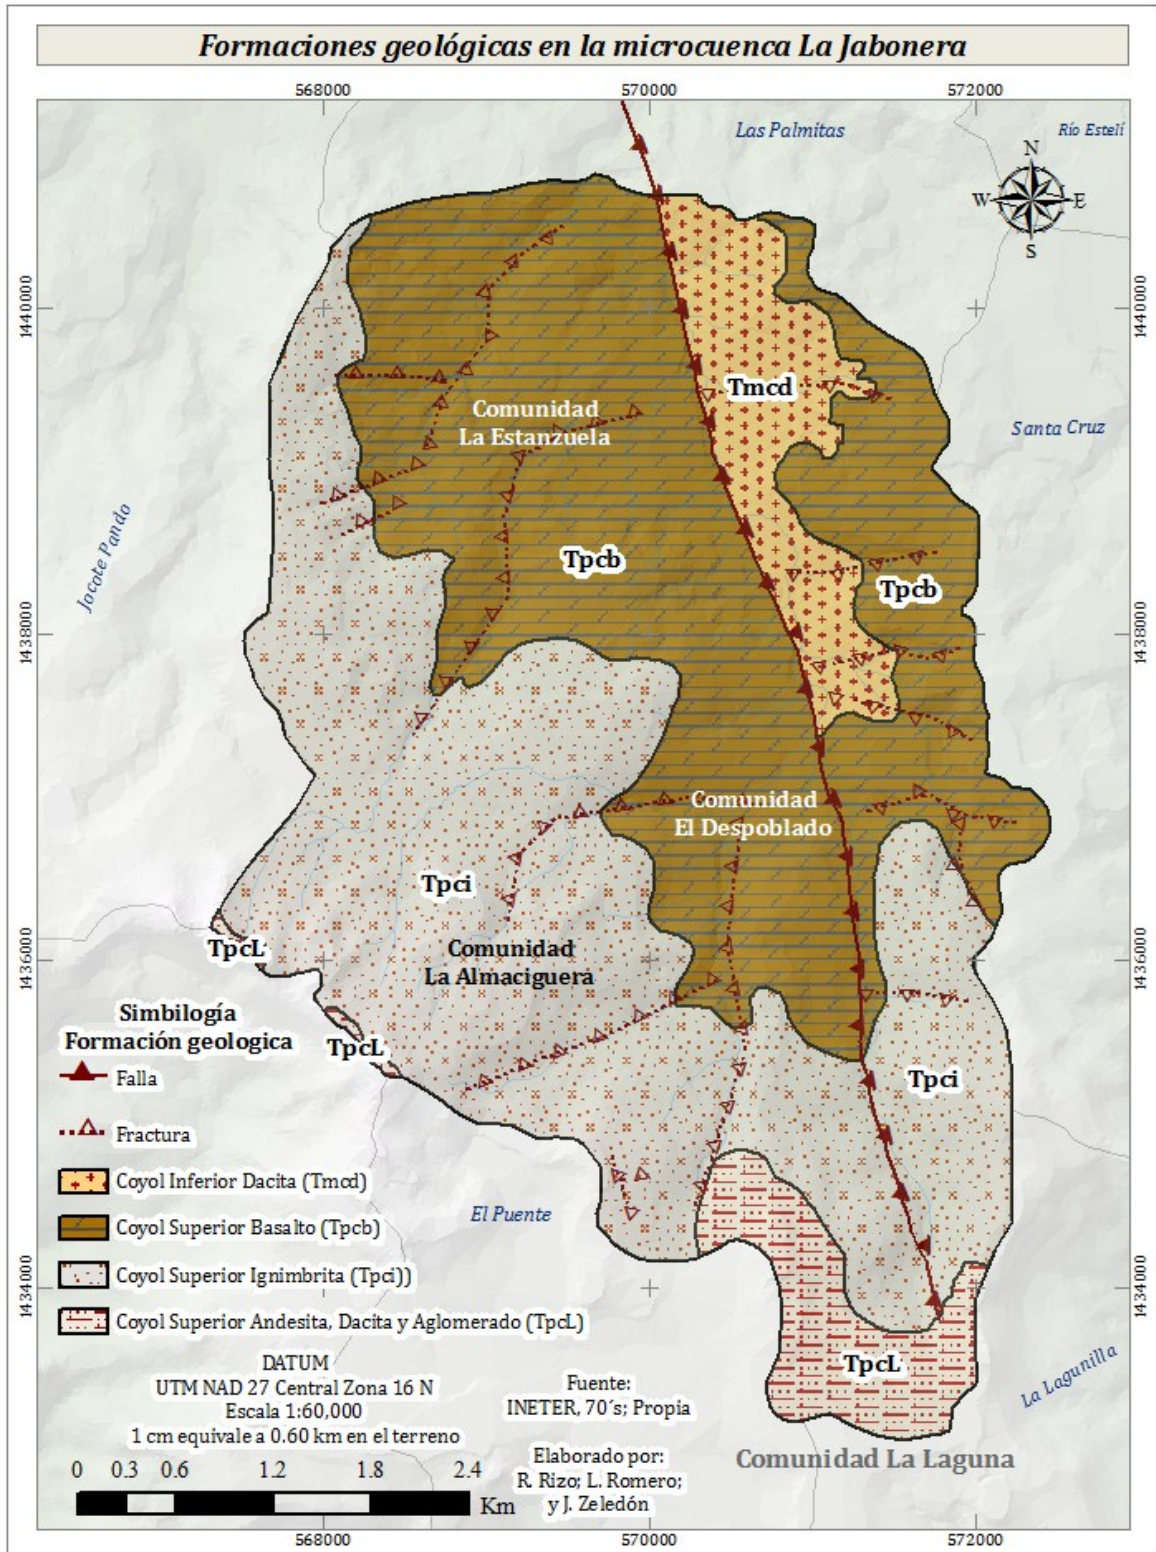 Formaciones geológicas en la microcuenca La Jabonera
568000
570000
572000
Las Palmitas
Río Estelí
N
W
E
S
1440000
1440000
Tmcd
Comunidad
La Estanzuela
Santa Cruz
Jocote Pando
Tpcb
Tpcb
1438000
1438000
Comunidad
El Despoblado
Tpci
TpcL
Comunidad
La Almaciguera
1436000
1436000
Simbilogía
Formación geologica
TpcL
Tpci
Falla
Fractura
Coyol Inferior Dacita (Tmcd)
El Puente
Coyol Superior Basalto (Tpcb)
Coyol Superior Ignimbrita (Tpci))
1434000
1434000
Coyol Superior Andesita, Dacita y Aglomerado (TpcL)
TpcL
La Lagunilla
DATUM
UTM NAD 27 Central Zona 16 N
Escala 1:60,000
1 cm equivale a 0.60 km en el terreno
Fuente:
INETER, 70´s; Propia
Elaborado por:
R. Rizo; L. Romero;
y J. Zeledón
Comunidad La Laguna
0 0.3 0.6 1.2 1.8 2.4
Km
568000
570000
572000